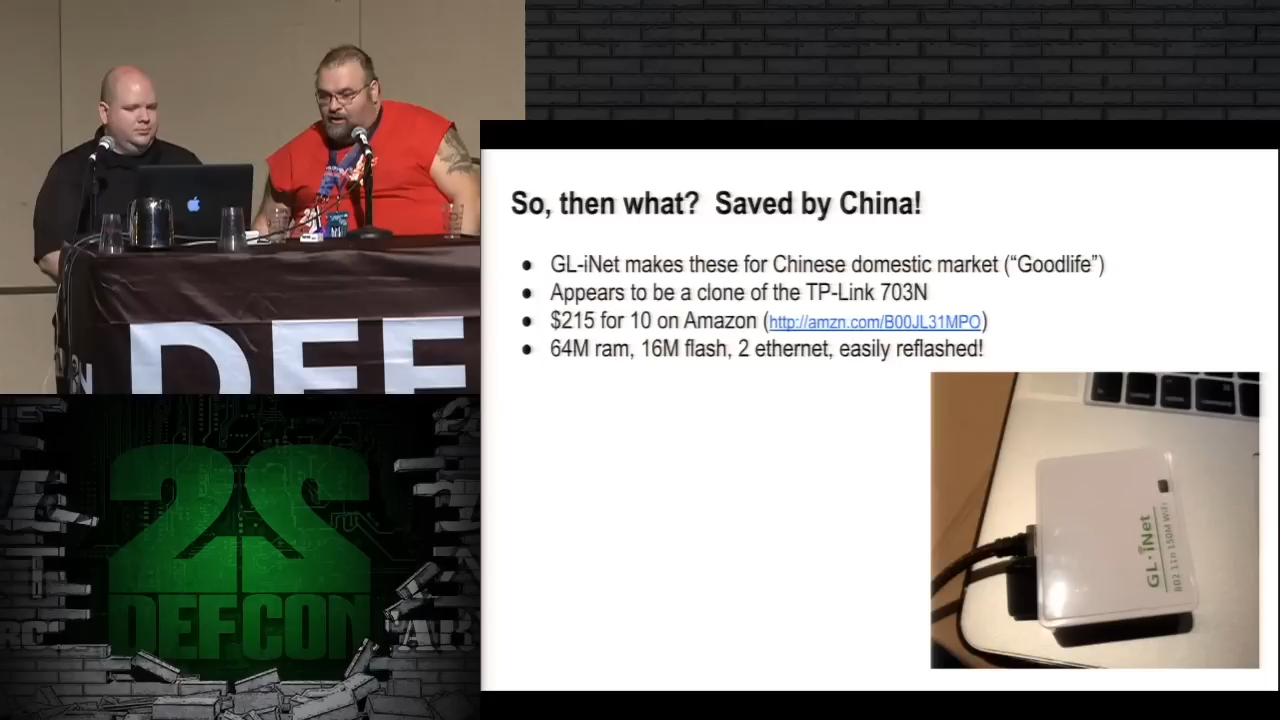 So, then what? Saved by China!
GL-iNet makes these for Chinese domestic market (“Goodlife”)
Appears to be a clone of the TP-Link 703N
$215 for 10 on Amazon (http://amzn.com/B00JL31MPO)
64M ram, 16M flash, 2 ethernet, easily reflashed!
GL·iNet
802.11n 150M WiFi
DEF
22
DEFCON